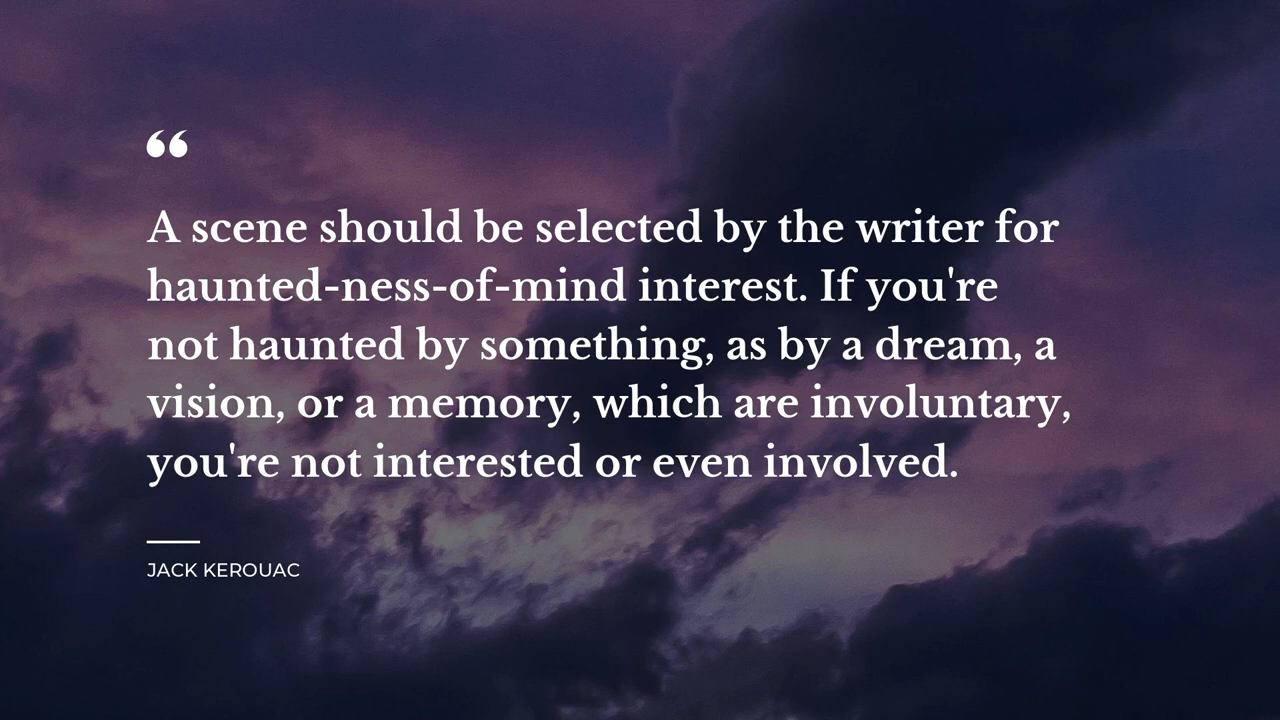 “
A scene should be selected by the writer for
haunted-ness-of-mind interest. If you're
not haunted by something, as by a dream, a
vision, or a memory, which are involuntary,
you're not interested or even involved.
JACK KEROUAC